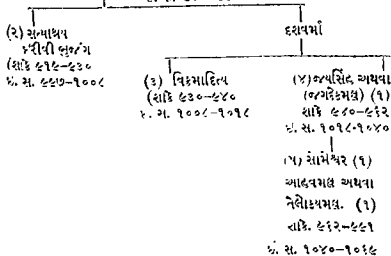 (૨) સત્યાશ્રય
ઇરીવી ભુજંગ
(શાકે ૯૧૯-૯૩૦
ઇ. સ. ૯૯૭-૧૦૦૮
દશવર્મા
(૩) વિક્રમાદિત્ય
(શાકે ૯૩૦-૯૪૦
ઇ. સ. ૧૦૦૮-૧૦૧૮
(૪) જયસિંહ અથવા
(જગદેકમલ્લ) (૧)
શાકે ૯૪૦-૯૬૨
ઇ. સ. ૧૦૧૮-૧૦૪૦
(૫) સોમેશ્વર (૧)
આહવમલ્લ અથવા
ત્રૈલોક્યમલ્લ. (૧)
શાકે. ૯૬૨-૯૯૧
ઇ. સ. ૧૦૪૦-૧૦૬૯